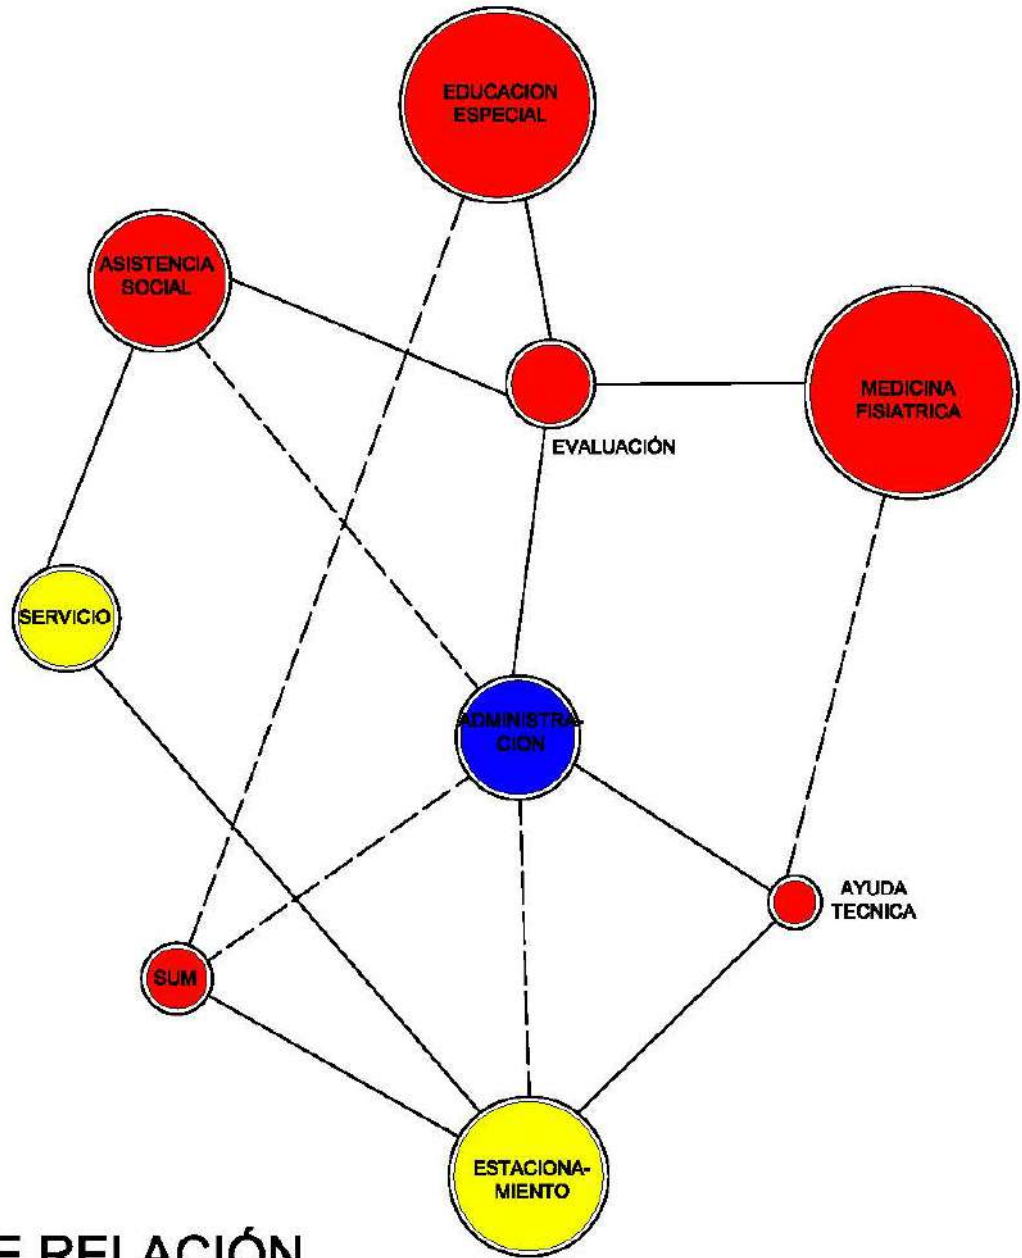 EDUCACION
ESPECIAL
ASISTENCIA
SOCIAL
MEDICINA
FISIATRICA
EVALUACIÓN
SERVICIO
ADMINISTRA-
CION
AYUDA
TECNICA
SUM
ESTACIONA-
MIENTO
E RELACIÓN